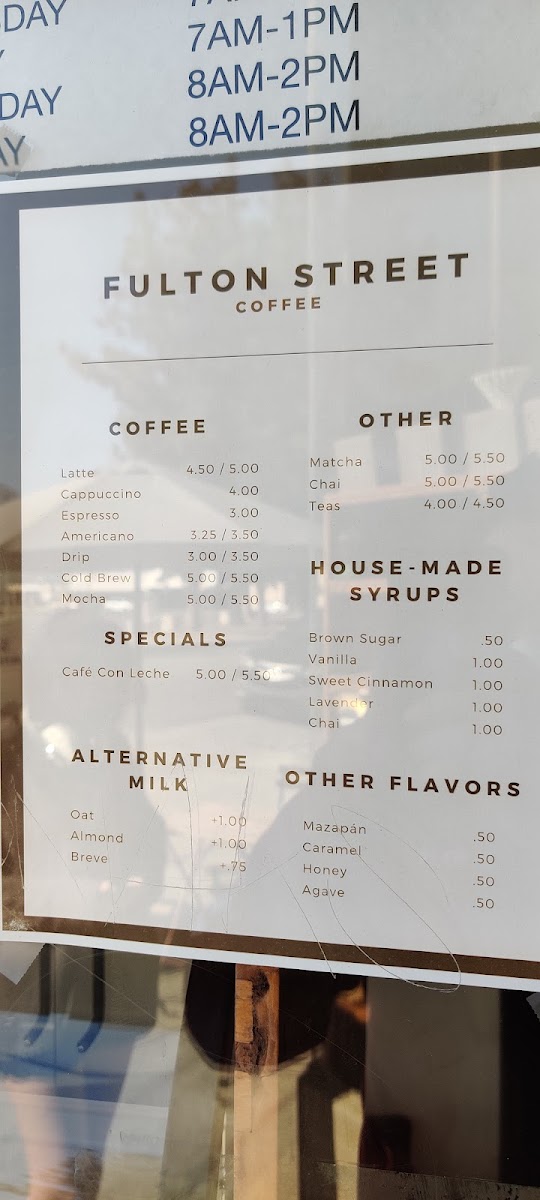 DAY
7AM-1PM
DAY 8AM-2PM
AY 8AM-2PM
FULTON STREET
COFFEE
COFFEE
Latte 4.50 / 5.00
Cappuccino 4.00
Espresso 3.00
Americano 3.25 / 3.50
Drip 3.00 / 3.50
Cold Brew 5.00 / 5.50
Mocha 5.00 / 5.50
SPECIALS
Café Con Leche 5.00 / 5.50
ALTERNATIVE
MILK
Oat +1.00
Almond +1.00
Breve +.75
OTHER
Matcha 5.00 / 5.50
Chai 5.00 / 5.50
Teas 4.00 / 4.50
HOUSE-MADE
SYRUPS
Brown Sugar .50
Vanilla 1.00
Sweet Cinnamon 1.00
Lavender 1.00
Chai 1.00
OTHER FLAVORS
Mazapán .50
Caramel .50
Honey .50
Agave .50